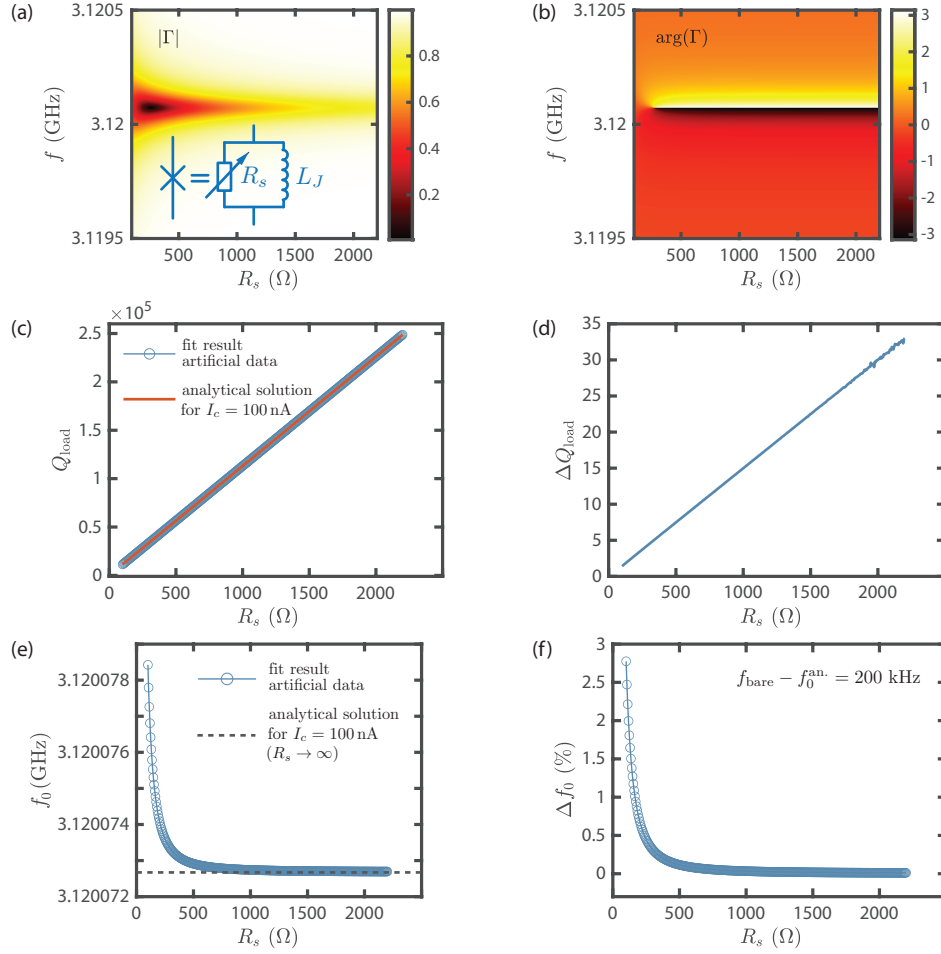 (a)
3.1205
3.12
3.1195
f (GHz)
|Γ|
R_s
L_J
=
500
1000
1500
2000
R_s (Ω)
0.8
0.6
0.4
0.2
(b)
3.1205
3.12
3.1195
f (GHz)
arg(Γ)
500
1000
1500
2000
R_s (Ω)
3
2
1
0
-1
-2
-3
(c)
×10^5
2.5
2
1.5
1
0.5
0
Q_load
fit result
artificial data
analytical solution
for I_c = 100 nA
0
500
1000
1500
2000
R_s (Ω)
(d)
35
30
25
20
15
10
5
0
ΔQ_load
0
500
1000
1500
2000
R_s (Ω)
(e)
3.120078
3.120076
3.120074
3.120072
f_0 (GHz)
fit result
artificial data
analytical solution
for I_c = 100 nA
(R_s → ∞)
0
500
1000
1500
2000
R_s (Ω)
(f)
3
2.5
2
1.5
1
0.5
0
Δf_0 (%)
f_bare − f_0^an. = 200 kHz
0
500
1000
1500
2000
R_s (Ω)